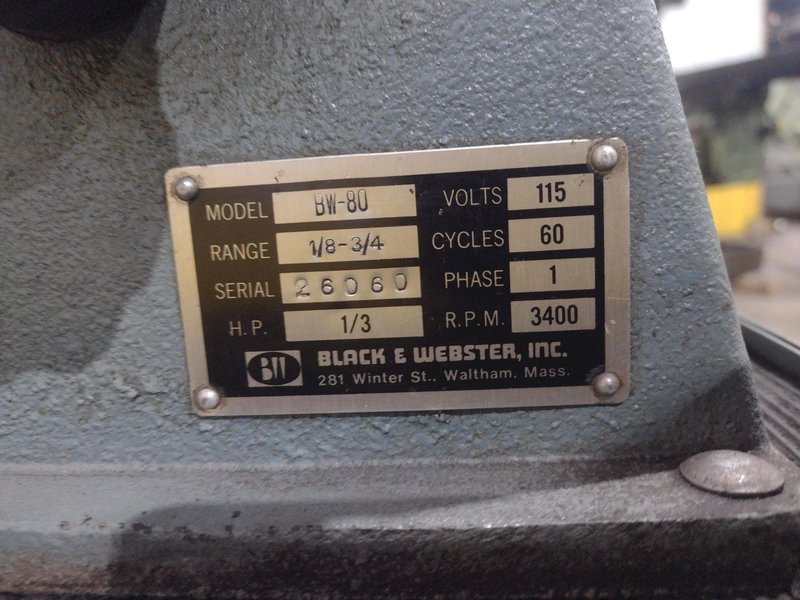 MODEL BW-80 VOLTS 115
RANGE 1/8-3/4 CYCLES 60
SERIAL 26060 PHASE 1
H.P. 1/3 R.P.M. 3400
BW BLACK & WEBSTER, INC.
281 Winter St., Waltham, Mass.